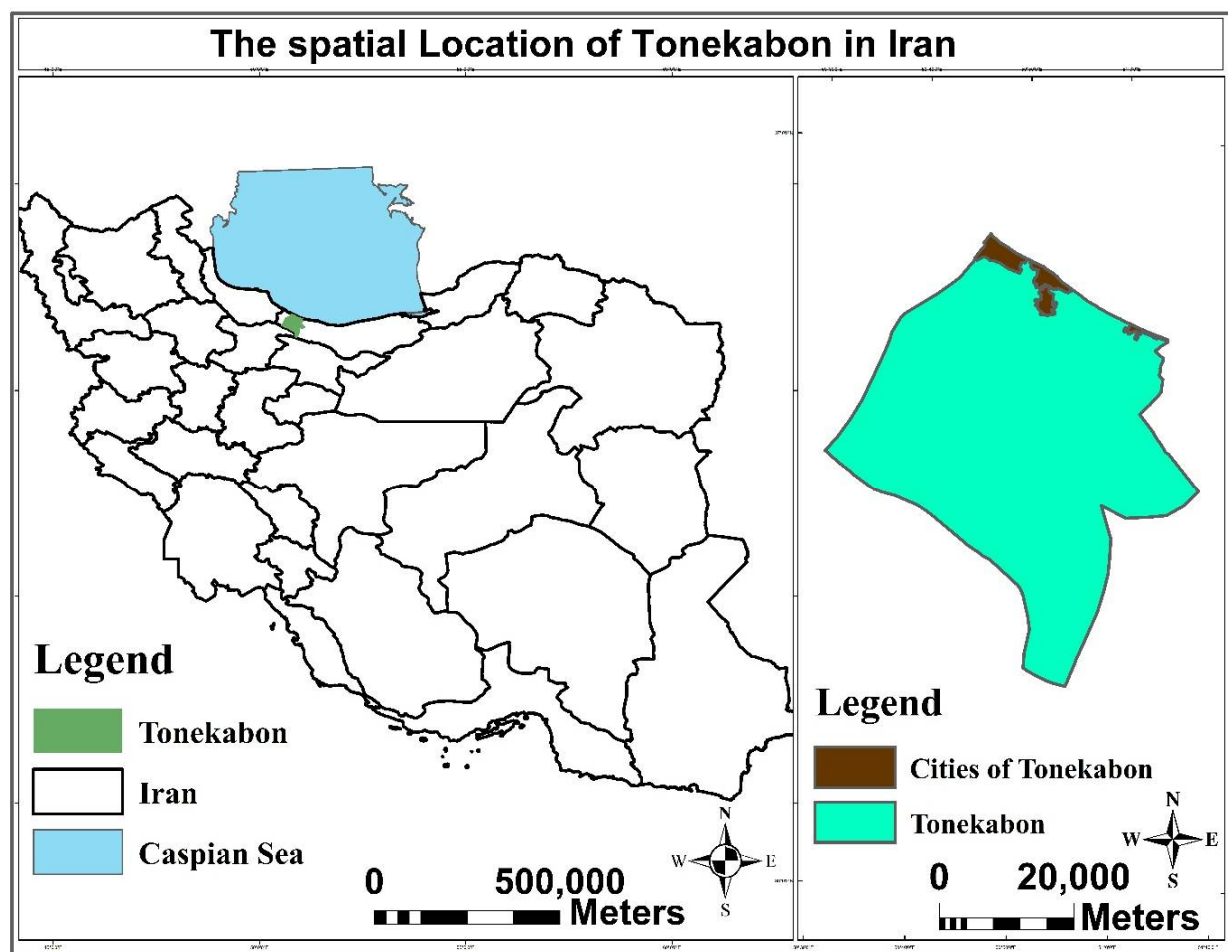 The spatial Location of Tonekabon in Iran
Legend
Tonekabon
Iran
Caspian Sea
0 500,000
Meters
N
W E
S
Legend
Cities of Tonekabon
Tonekabon
0 20,000
Meters
N
W E
S